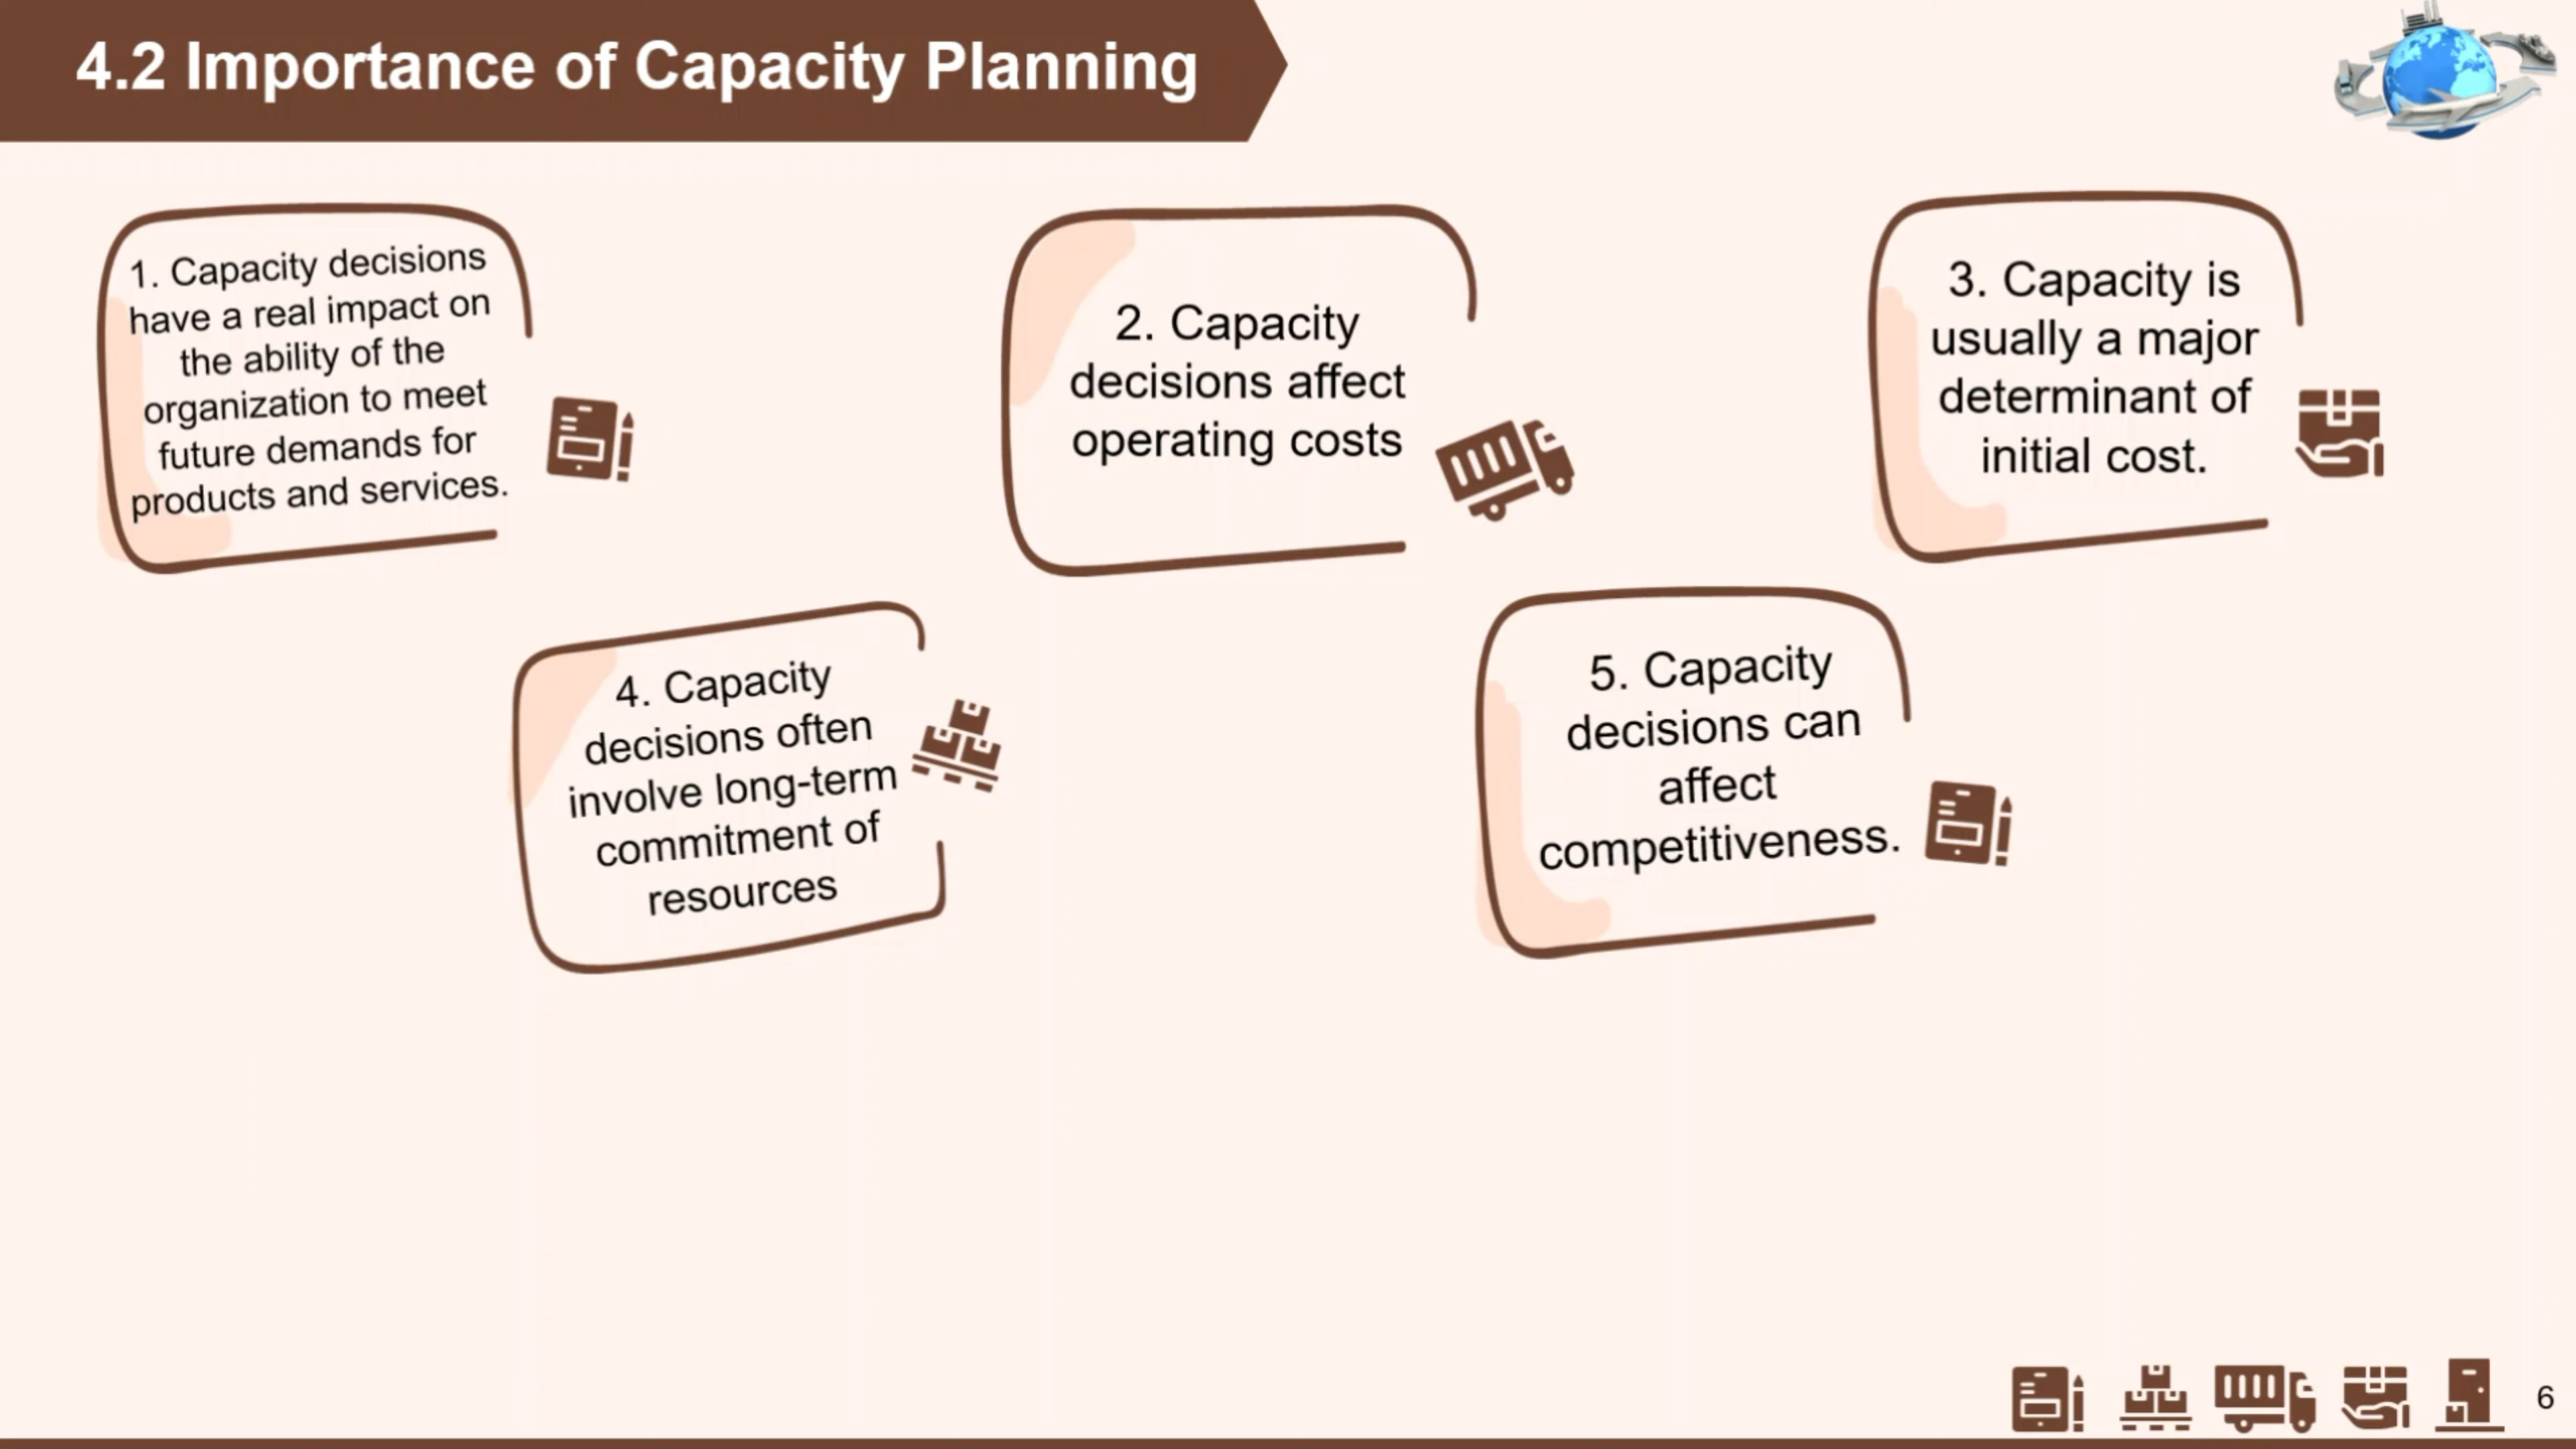 4.2 Importance of Capacity Planning
1. Capacity decisions
have a real impact on
the ability of the
organization to meet
future demands for
products and services.
2. Capacity
decisions affect
operating costs
3. Capacity is
usually a major
determinant of
initial cost.
4. Capacity
decisions often
involve long-term
commitment of
resources
5. Capacity
decisions can
affect
competitiveness.
6